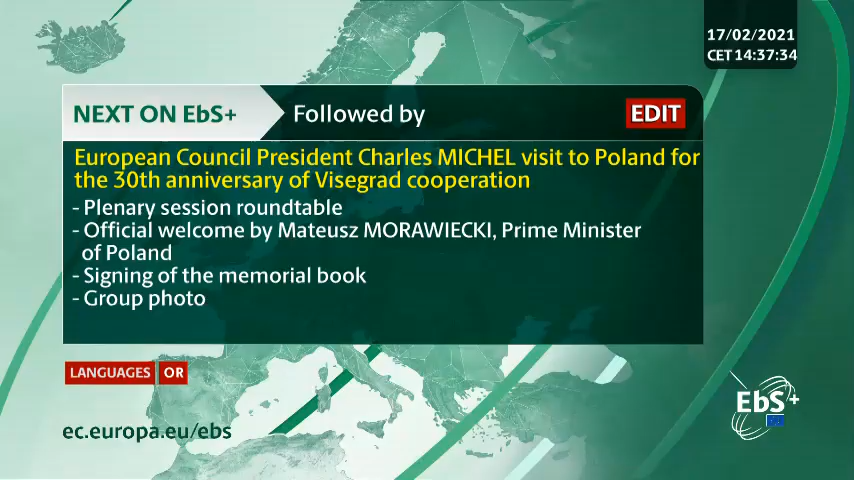 17/02/2021
CET 14:37:34
NEXT ON EbS+
Followed by
EDIT
European Council President Charles MICHEL visit to Poland for
the 30th anniversary of Visegrad cooperation
- Plenary session roundtable
- Official welcome by Mateusz MORAWIECKI, Prime Minister
of Poland
- Signing of the memorial book
- Group photo
LANGUAGES OR
ec.europa.eu/ebs
EbS+